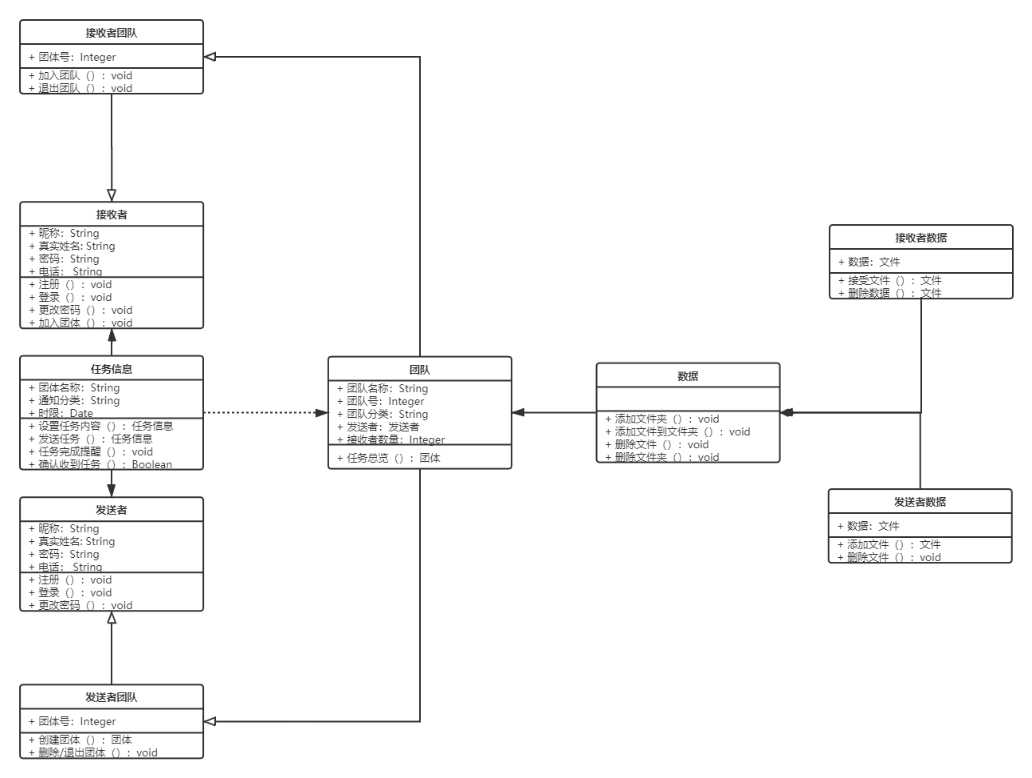 接收者团队
+ 团体号：Integer
+ 加入团队（）：void
+ 退出团队（）：void
接收者
+ 昵称：String
+ 真实姓名: String
+ 密码：String
+ 电话： String
+ 注册（）：void
+ 登录（）：void
+ 更改密码（）：void
+ 加入团体（）：void
任务信息
+ 团体名称：String
+ 通知分类：String
+ 时限：Date
+ 设置任务内容（）：任务信息
+ 发送任务（）：任务信息
+ 任务完成提醒（）：void
+ 确认收到任务（）：Boolean
发送者
+ 昵称：String
+ 真实姓名:String
+ 密码：String
+ 电话： String
+ 注册（）：void
+ 登录（）：void
+ 更改密码（）：void
发送者团队
+ 团体号：Integer
+ 创建团体（）：团体
+ 删除/退出团体（）：void
团队
+ 团队名称：String
+ 团队号：Integer
+ 团队分类：String
+ 发送者：发送者
+ 接收者数量：Integer
+ 任务总览（）：团体
数据
+ 添加文件夹（）：void
+ 添加文件到文件夹（）：void
+ 删除文件（）：void
+ 删除文件夹（）：void
接收者数据
+ 数据：文件
+ 接受文件（）：文件
+ 删除数据（）：文件
发送者数据
+ 数据：文件
+ 添加文件（）：文件
+ 删除文件（）：void